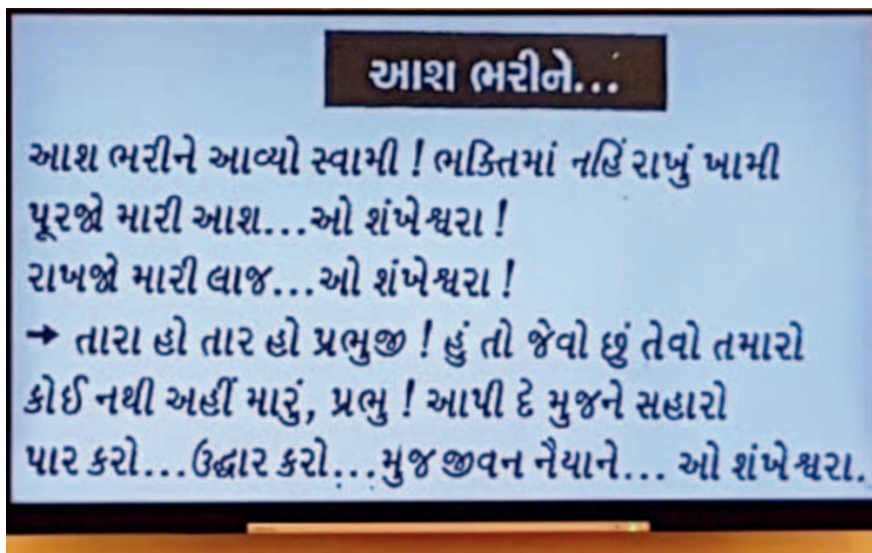 આશ ભરીને...
આશ ભરીને આવ્યો સ્વામી ! ભકિતમાં નહિં રાખું ખામી
પૂરજો મારી આશ...ઓ શંખેશ્વરા !
રાખજો મારી લાજ...ઓ શંખેશ્વરા !
→ તારા હો તાર હો પ્રભુજી ! હું તો જેવો છું તેવો તમારો
કોઈ નથી અહીં મારું, પ્રભુ ! આપી દે મુજને સહારો
પાર કરો...ઉદ્ધાર કરો...મુજ જીવન નૈયાને... ઓ શંખેશ્વરા.